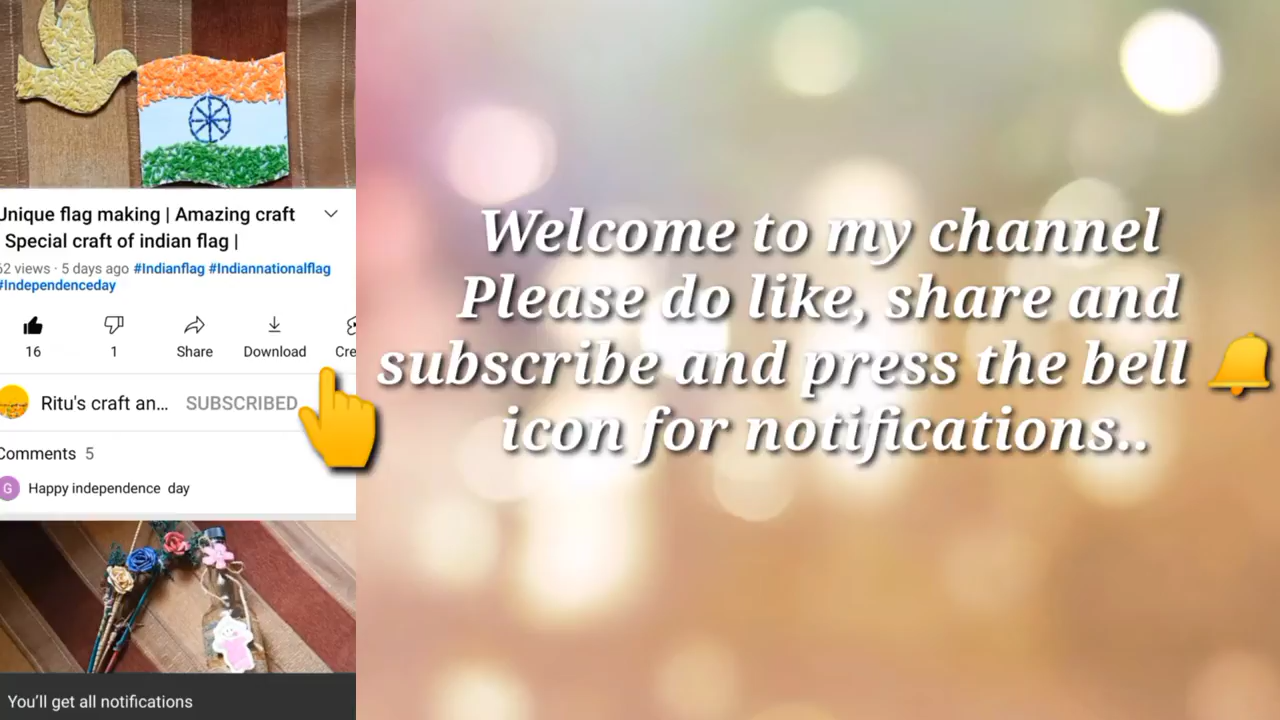 Unique flag making | Amazing craft
Special craft of indian flag |
62 views · 5 days ago #Indianflag #Indiannationalflag
#Independenceday
16
1
Share
Download
Cre
Ritu's craft an...
SUBSCRIBED
Comments 5
G
Happy independence day
You'll get all notifications
Welcome to my channel
Please do like, share and
subscribe and press the bell 🔔
icon for notifications..